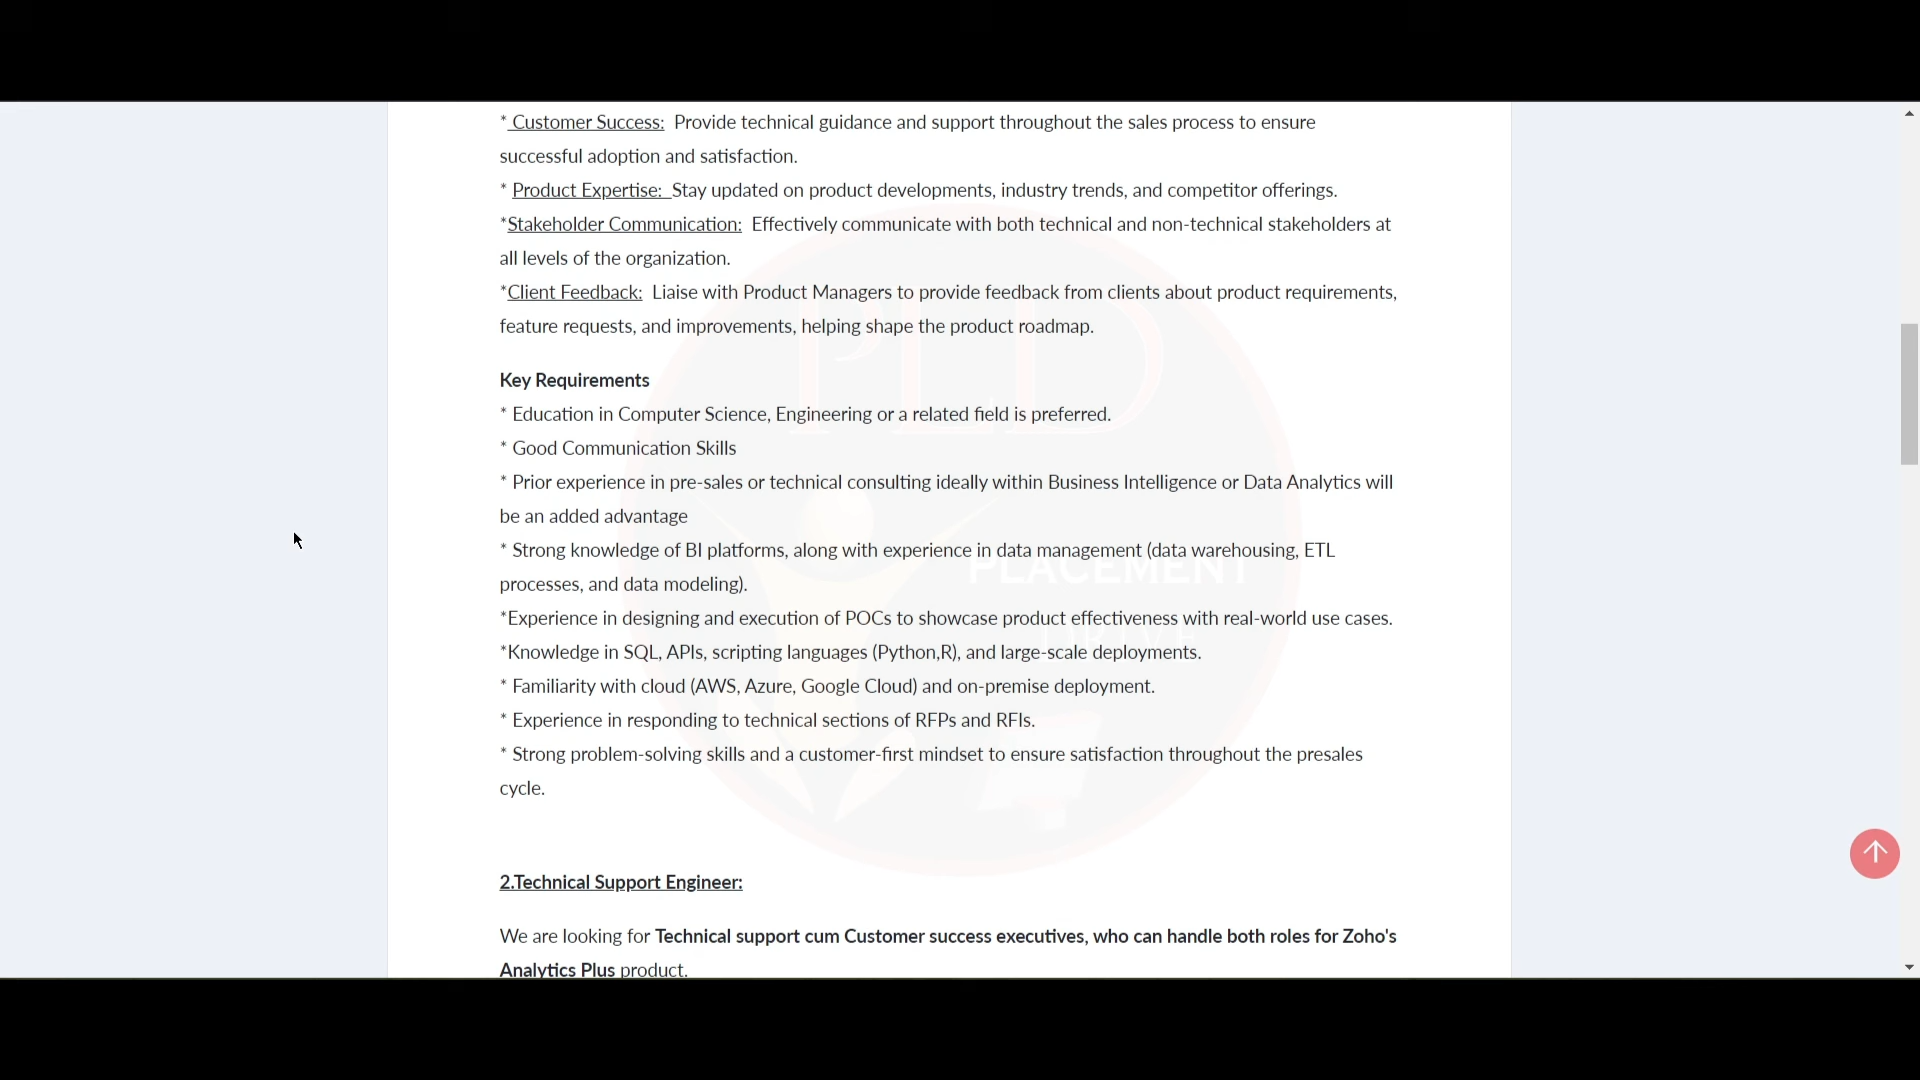 * Customer Success:  Provide technical guidance and support throughout the sales process to ensure
successful adoption and satisfaction.
* Product Expertise:  Stay updated on product developments, industry trends, and competitor offerings.
*Stakeholder Communication:  Effectively communicate with both technical and non-technical stakeholders at
all levels of the organization.
*Client Feedback:  Liaise with Product Managers to provide feedback from clients about product requirements,
feature requests, and improvements, helping shape the product roadmap.
PLD
Key Requirements
* Education in Computer Science, Engineering or a related field is preferred.
* Good Communication Skills
* Prior experience in pre-sales or technical consulting ideally within Business Intelligence or Data Analytics will
be an added advantage
* Strong knowledge of BI platforms, along with experience in data management (data warehousing, ETL
PLACEMENT
processes, and data modeling).
*Experience in designing and execution of POCs to showcase product effectiveness with real-world use cases.
DRIVE
*Knowledge in SQL, APIs, scripting languages (Python,R), and large-scale deployments.
* Familiarity with cloud (AWS, Azure, Google Cloud) and on-premise deployment.
* Experience in responding to technical sections of RFPs and RFIs.
* Strong problem-solving skills and a customer-first mindset to ensure satisfaction throughout the presales
cycle.
2.Technical Support Engineer:
We are looking for Technical support cum Customer success executives, who can handle both roles for Zoho's
Analytics Plus product.